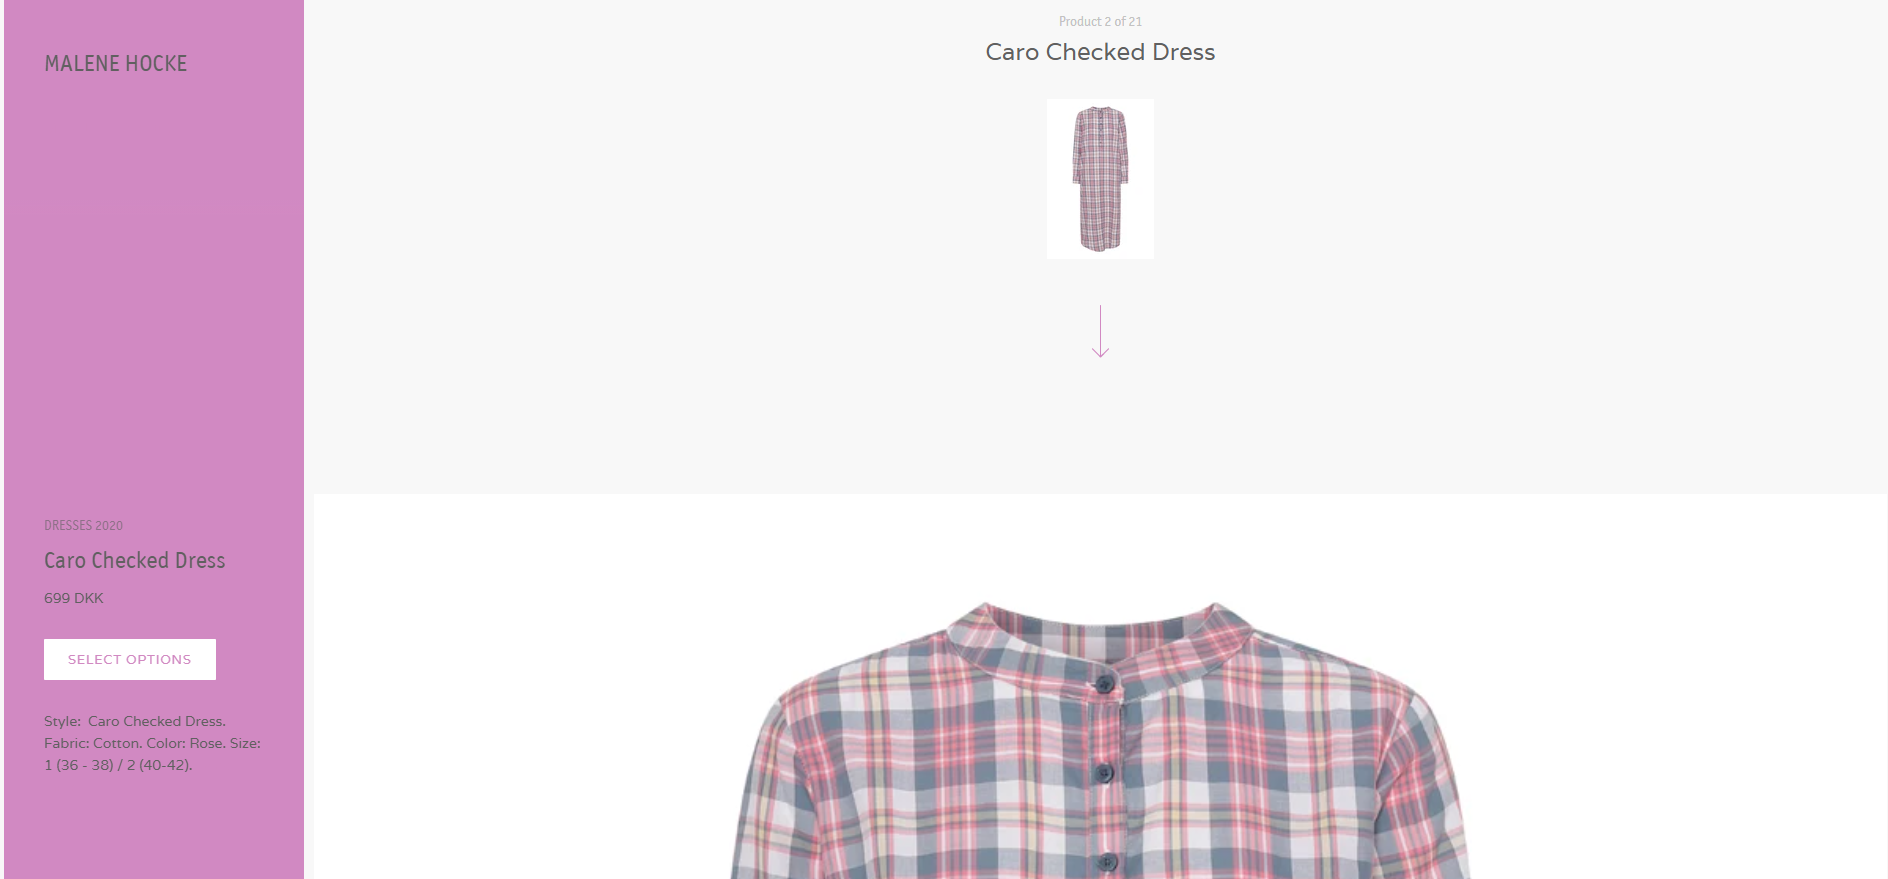 MALENE HOCKE
DRESSES 2020
Caro Checked Dress
699 DKK
SELECT OPTIONS
Style:  Caro Checked Dress.
Fabric: Cotton. Color: Rose. Size:
1 (36 - 38) / 2 (40-42).
Product 2 of 21
Caro Checked Dress